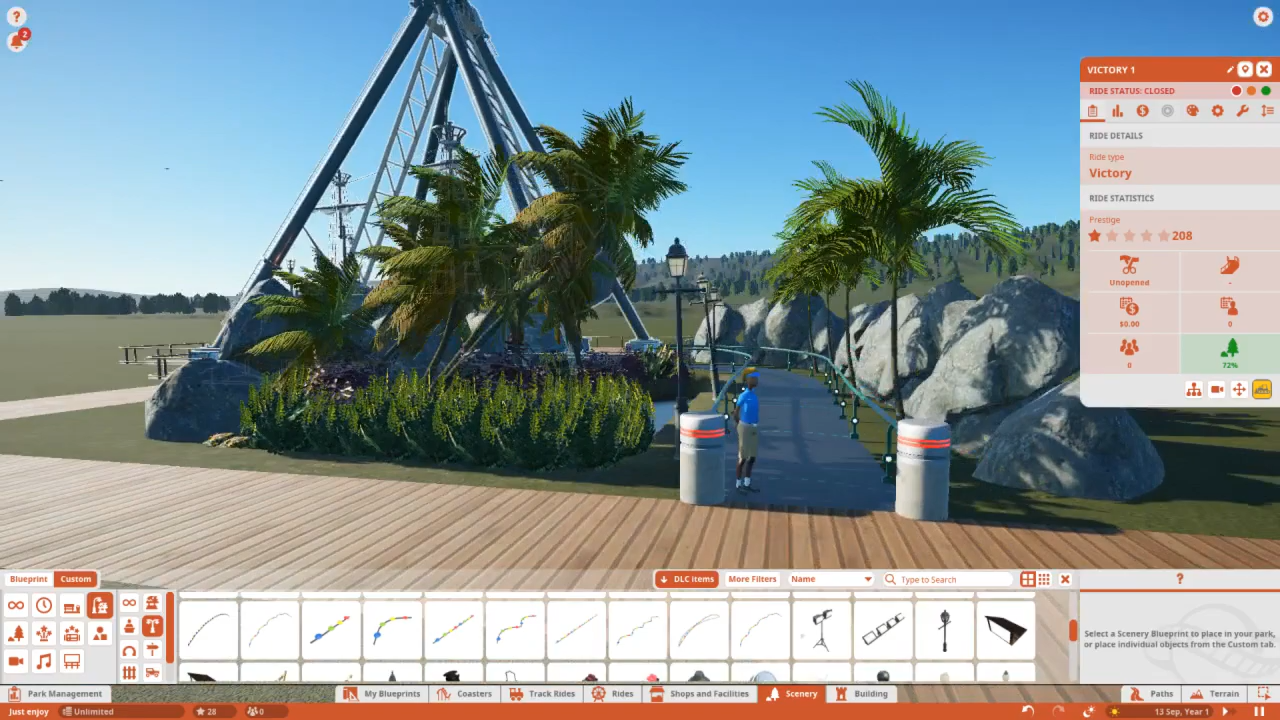 ?
2
VICTORY 1
RIDE STATUS: CLOSED
RIDE DETAILS
Ride type
Victory
RIDE STATISTICS
Prestige
208
Unopened
-
$0.00
0
0
72%
Blueprint
Custom
DLC Items
More Filters
Name
Type to Search
?
Select a Scenery Blueprint to place in your park,
or place individual objects from the Custom tab.
Park Management
My Blueprints
Coasters
Track Rides
Rides
Shops and Facilities
Scenery
Building
Paths
Terrain
Just enjoy
Unlimited
28
0
13 Sep, Year 1